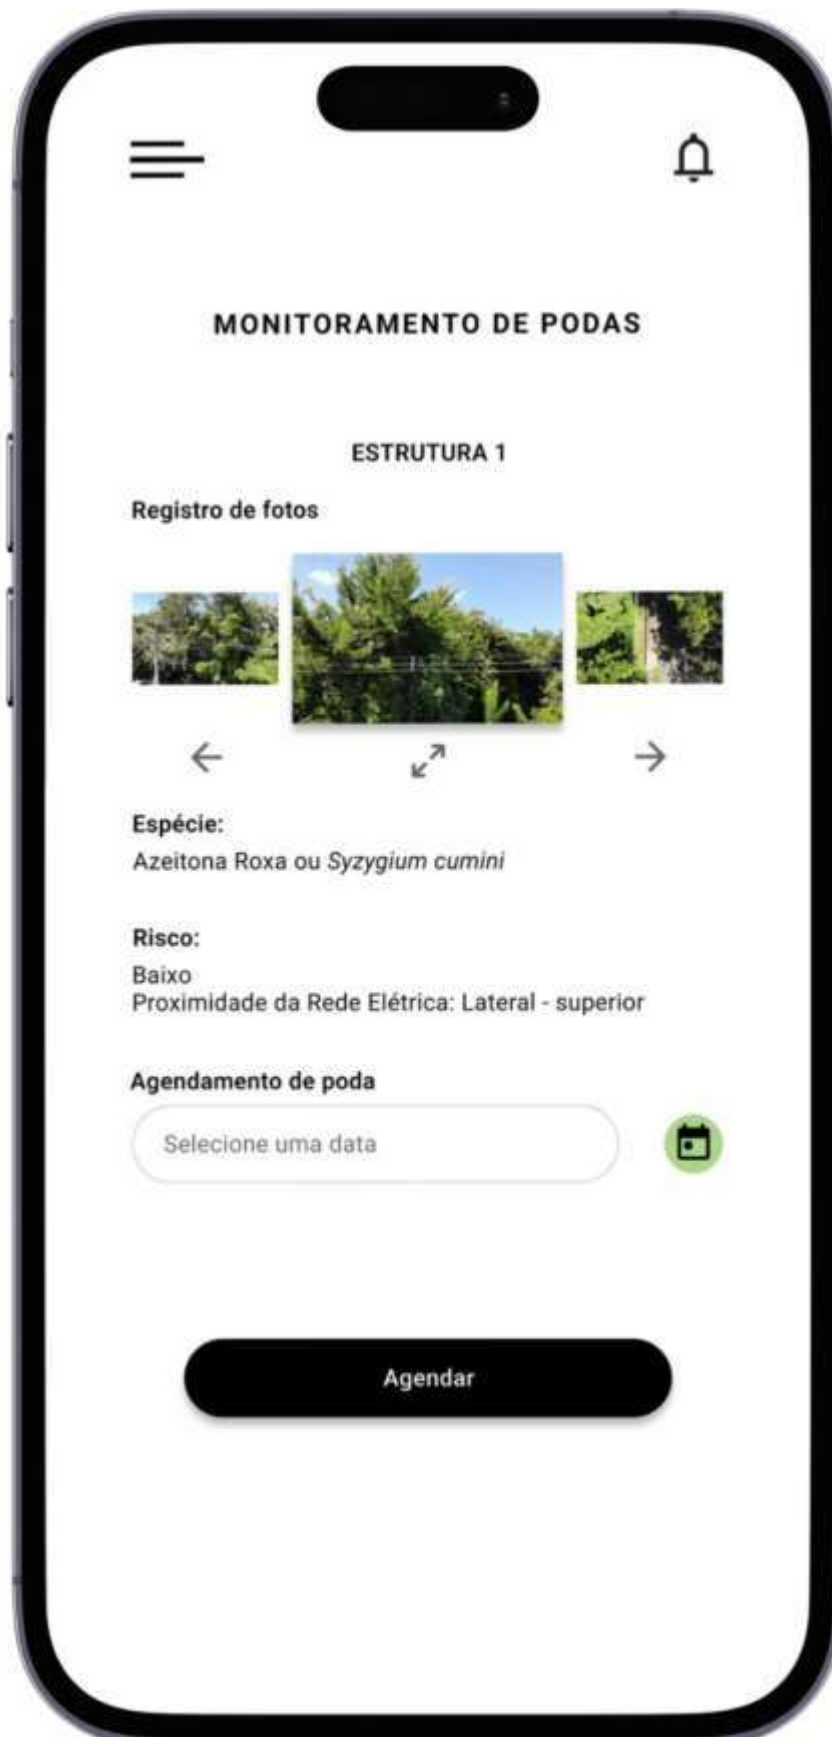 MONITORAMENTO DE PODAS
ESTRUTURA 1
Registro de fotos
Espécie:
Azeitona Roxa ou Syzygium cumini
Risco:
Baixo
Proximidade da Rede Elétrica: Lateral - superior
Agendamento de poda
Selecione uma data
Agendar